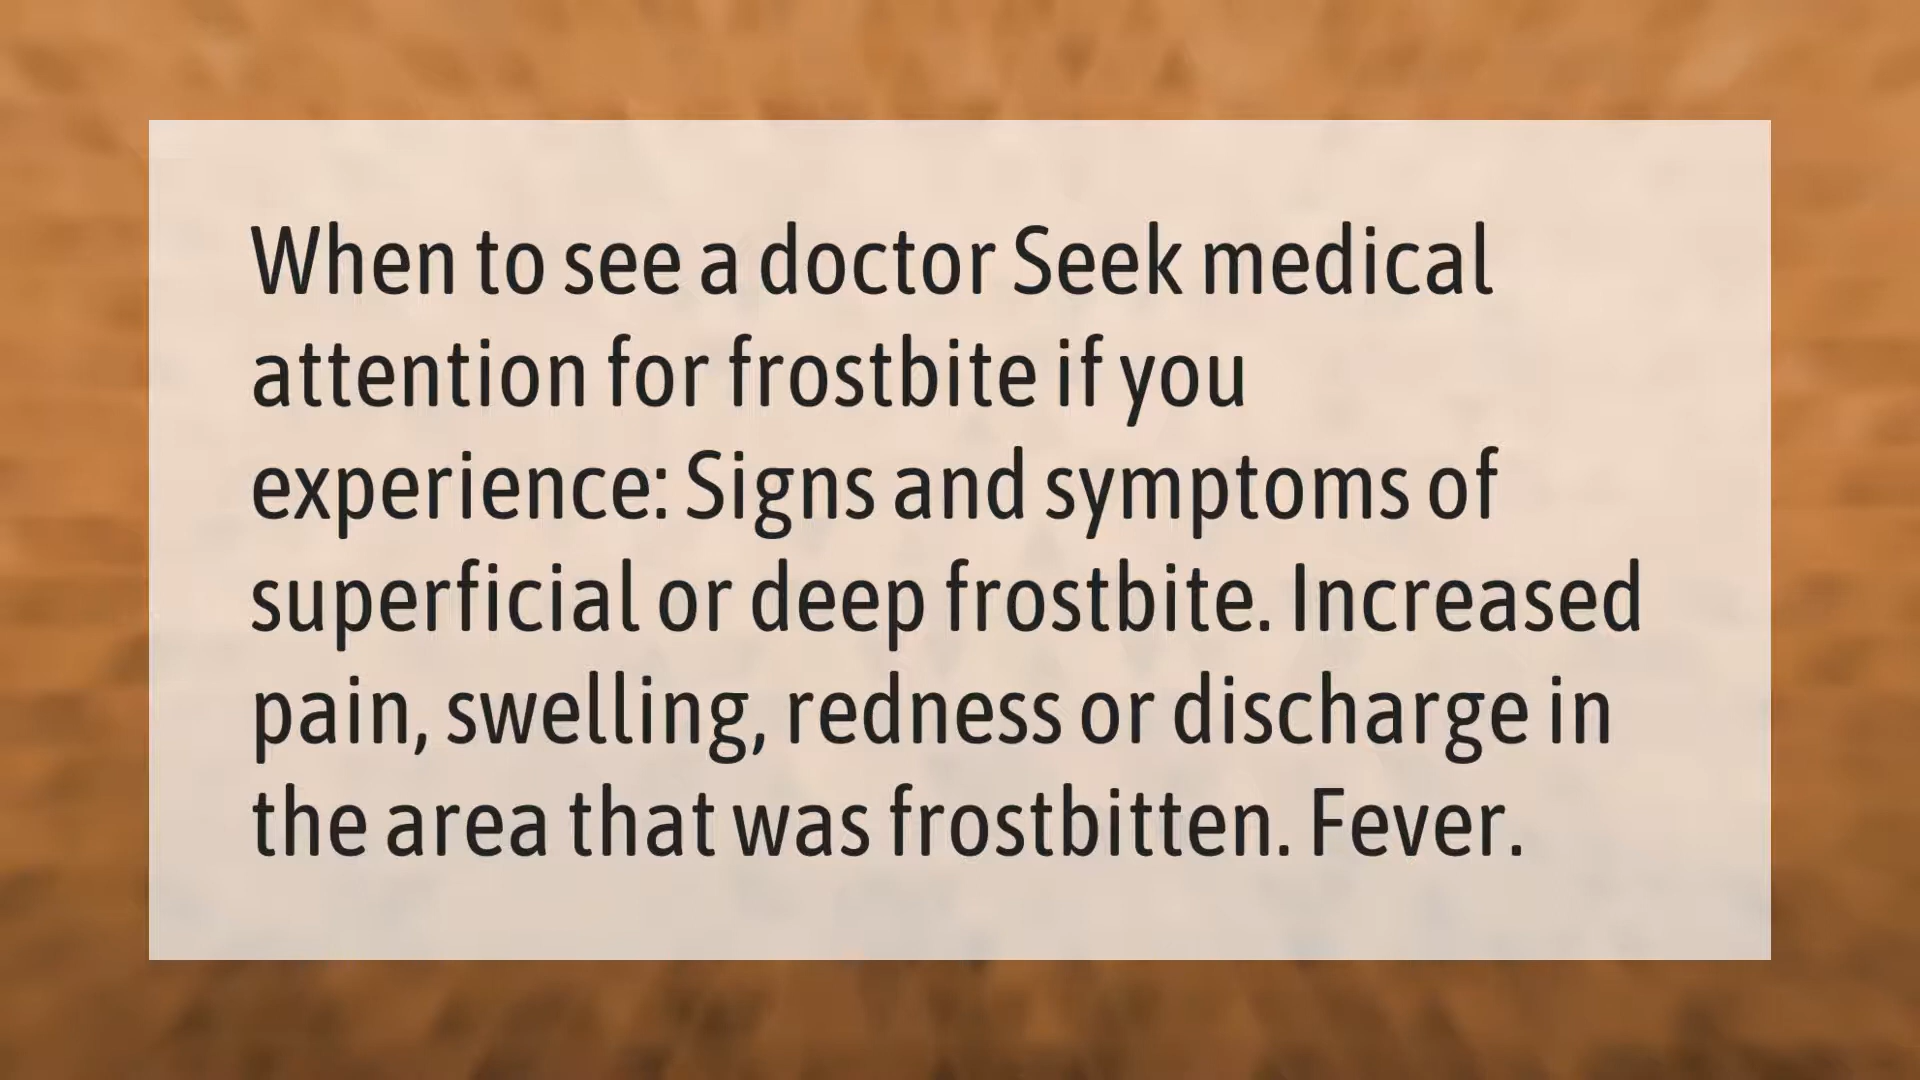 When to see a doctor Seek medical
attention for frostbite if you
experience: Signs and symptoms of
superficial or deep frostbite. Increased
pain, swelling, redness or discharge in
the area that was frostbitten. Fever.